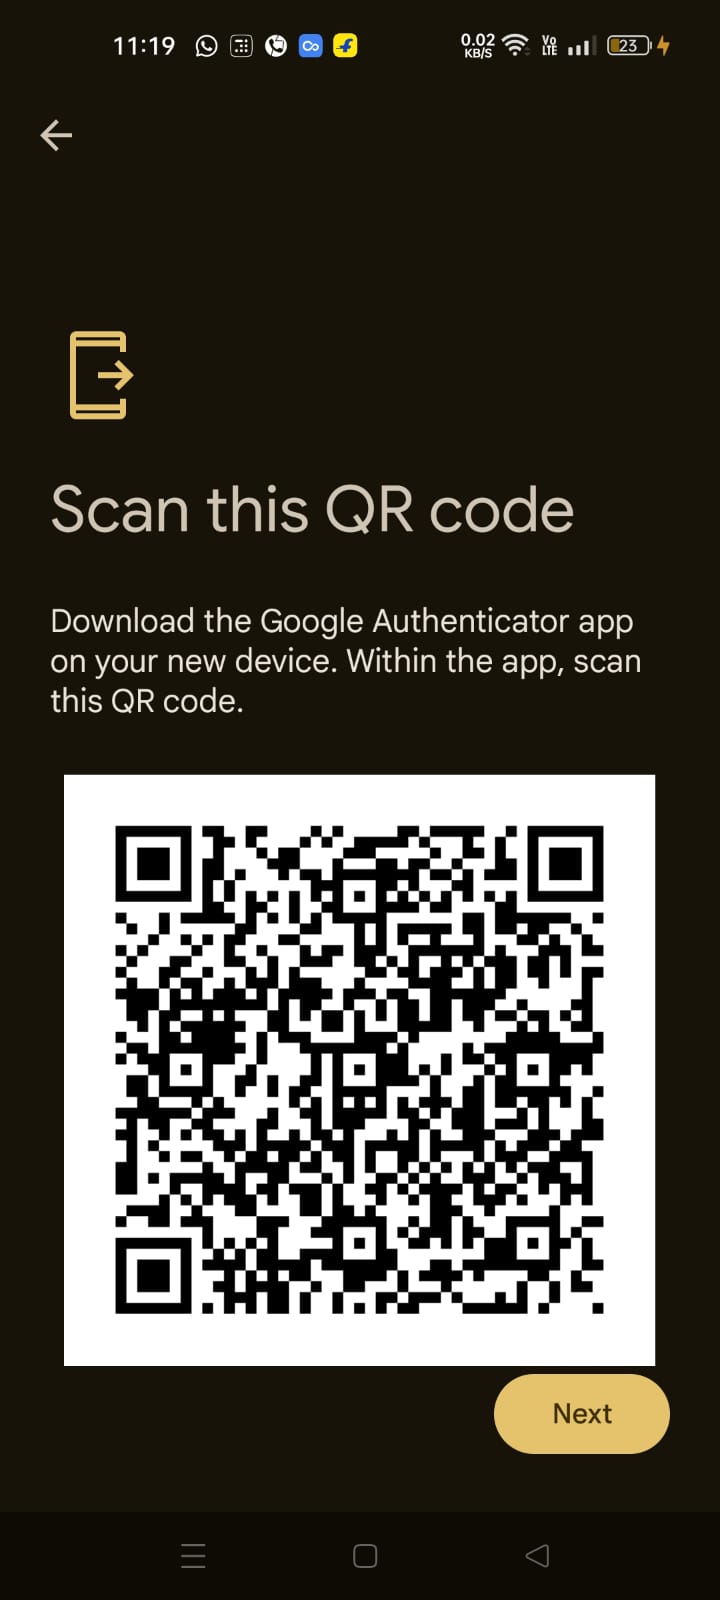 11:19
0.02
KB/S
Vo
LTE
23
Scan this QR code
Download the Google Authenticator app
on your new device. Within the app, scan
this QR code.
Next